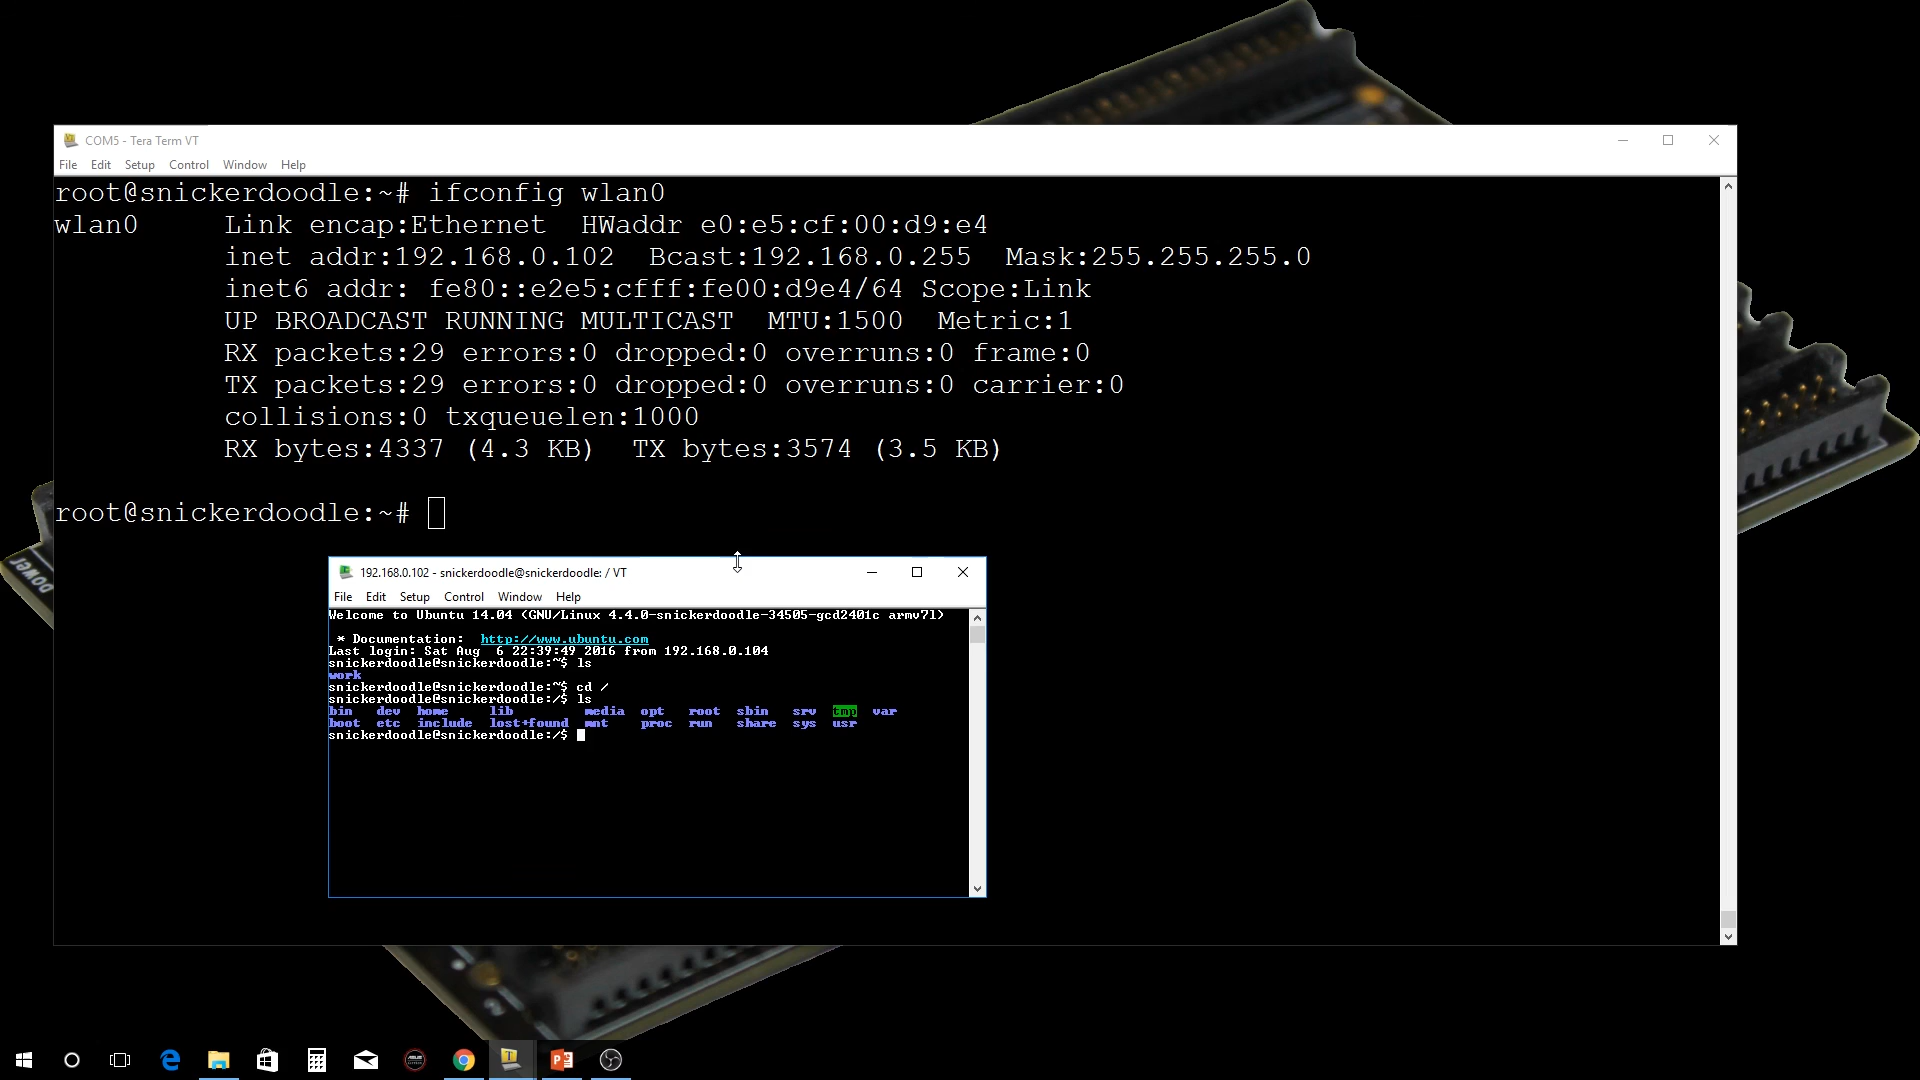 COM5 - Tera Term VT
File Edit Setup Control Window Help
root@snickerdoodle:~# ifconfig wlan0
wlan0 Link encap:Ethernet HWaddr e0:e5:cf:00:d9:e4
inet addr:192.168.0.102 Bcast:192.168.0.255 Mask:255.255.255.0
inet6 addr: fe80::e2e5:cfff:fe00:d9e4/64 Scope:Link
UP BROADCAST RUNNING MULTICAST MTU:1500 Metric:1
RX packets:29 errors:0 dropped:0 overruns:0 frame:0
TX packets:29 errors:0 dropped:0 overruns:0 carrier:0
collisions:0 txqueuelen:1000
RX bytes:4337 (4.3 KB) TX bytes:3574 (3.5 KB)
root@snickerdoodle:~#
power
192.168.0.102 - snickerdoodle@snickerdoodle: / VT
File Edit Setup Control Window Help
Welcome to Ubuntu 14.04 (GNU/Linux 4.4.0-snickerdoodle-34505-gcd2401c armv7l)
* Documentation: http://www.ubuntu.com
Last login: Sat Aug 6 22:39:49 2016 from 192.168.0.104
snickerdoodle@snickerdoodle:~$ ls
work
snickerdoodle@snickerdoodle:~$ cd /
snickerdoodle@snickerdoodle:/$ ls
bin dev home lib media opt root sbin srv tmp var
boot etc include lost+found mnt proc run share sys usr
snickerdoodle@snickerdoodle:/$